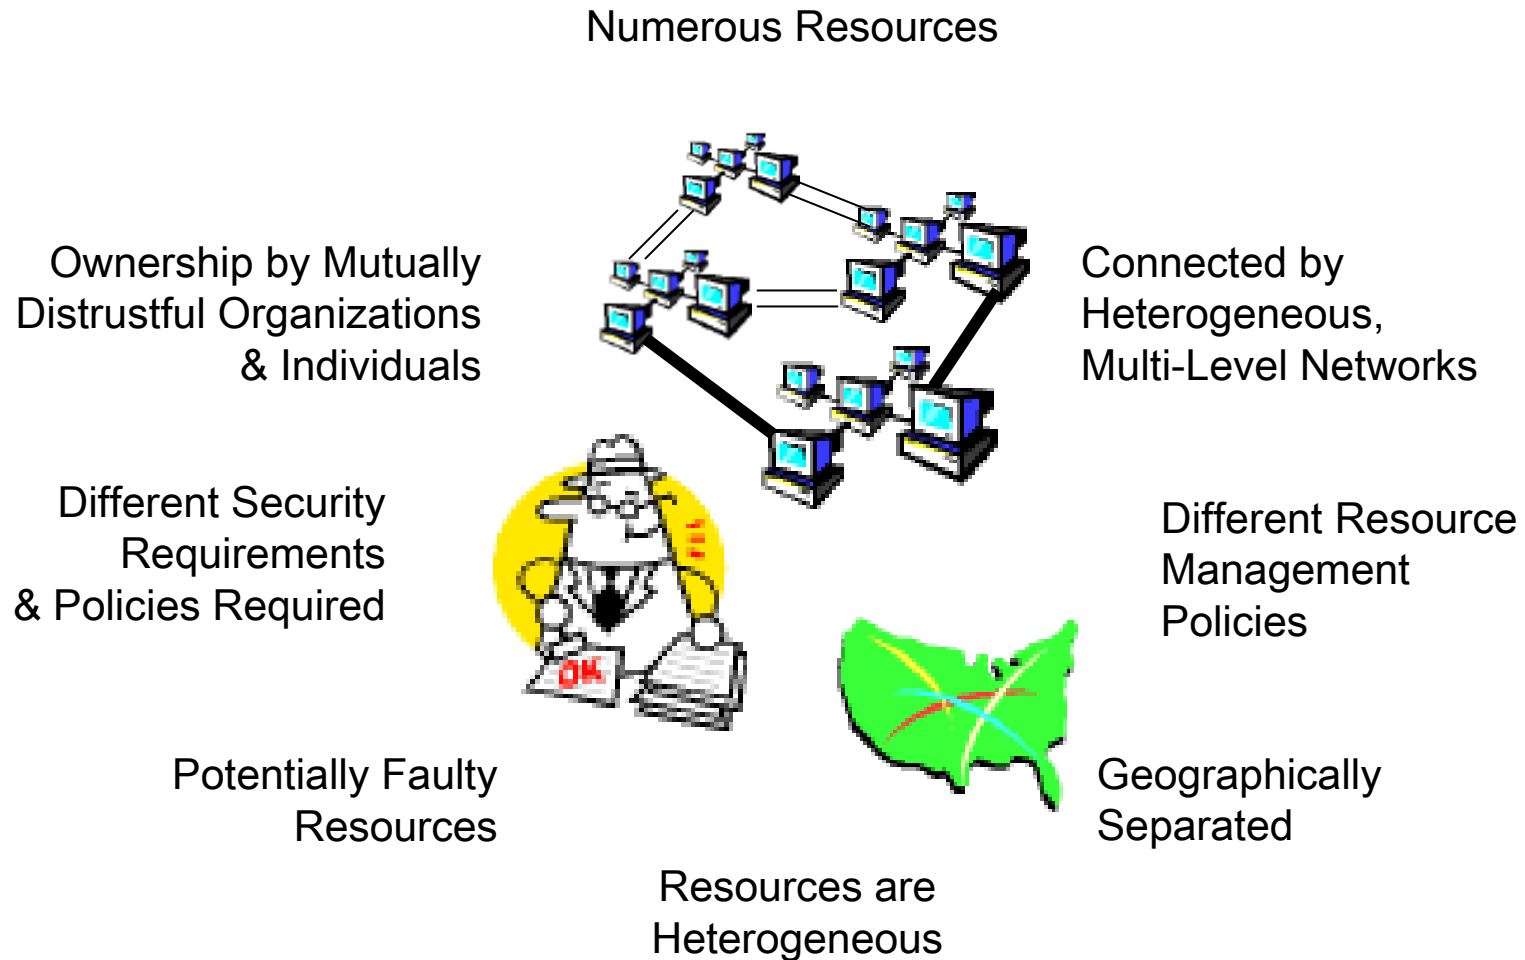 Numerous Resources
Ownership by Mutually
Distrustful Organizations
& Individuals
Connected by
Heterogeneous,
Multi-Level Networks
Different Security
Requirements
& Policies Required
Different Resource
Management
Policies
OK
Potentially Faulty
Resources
Geographically
Separated
Resources are
Heterogeneous